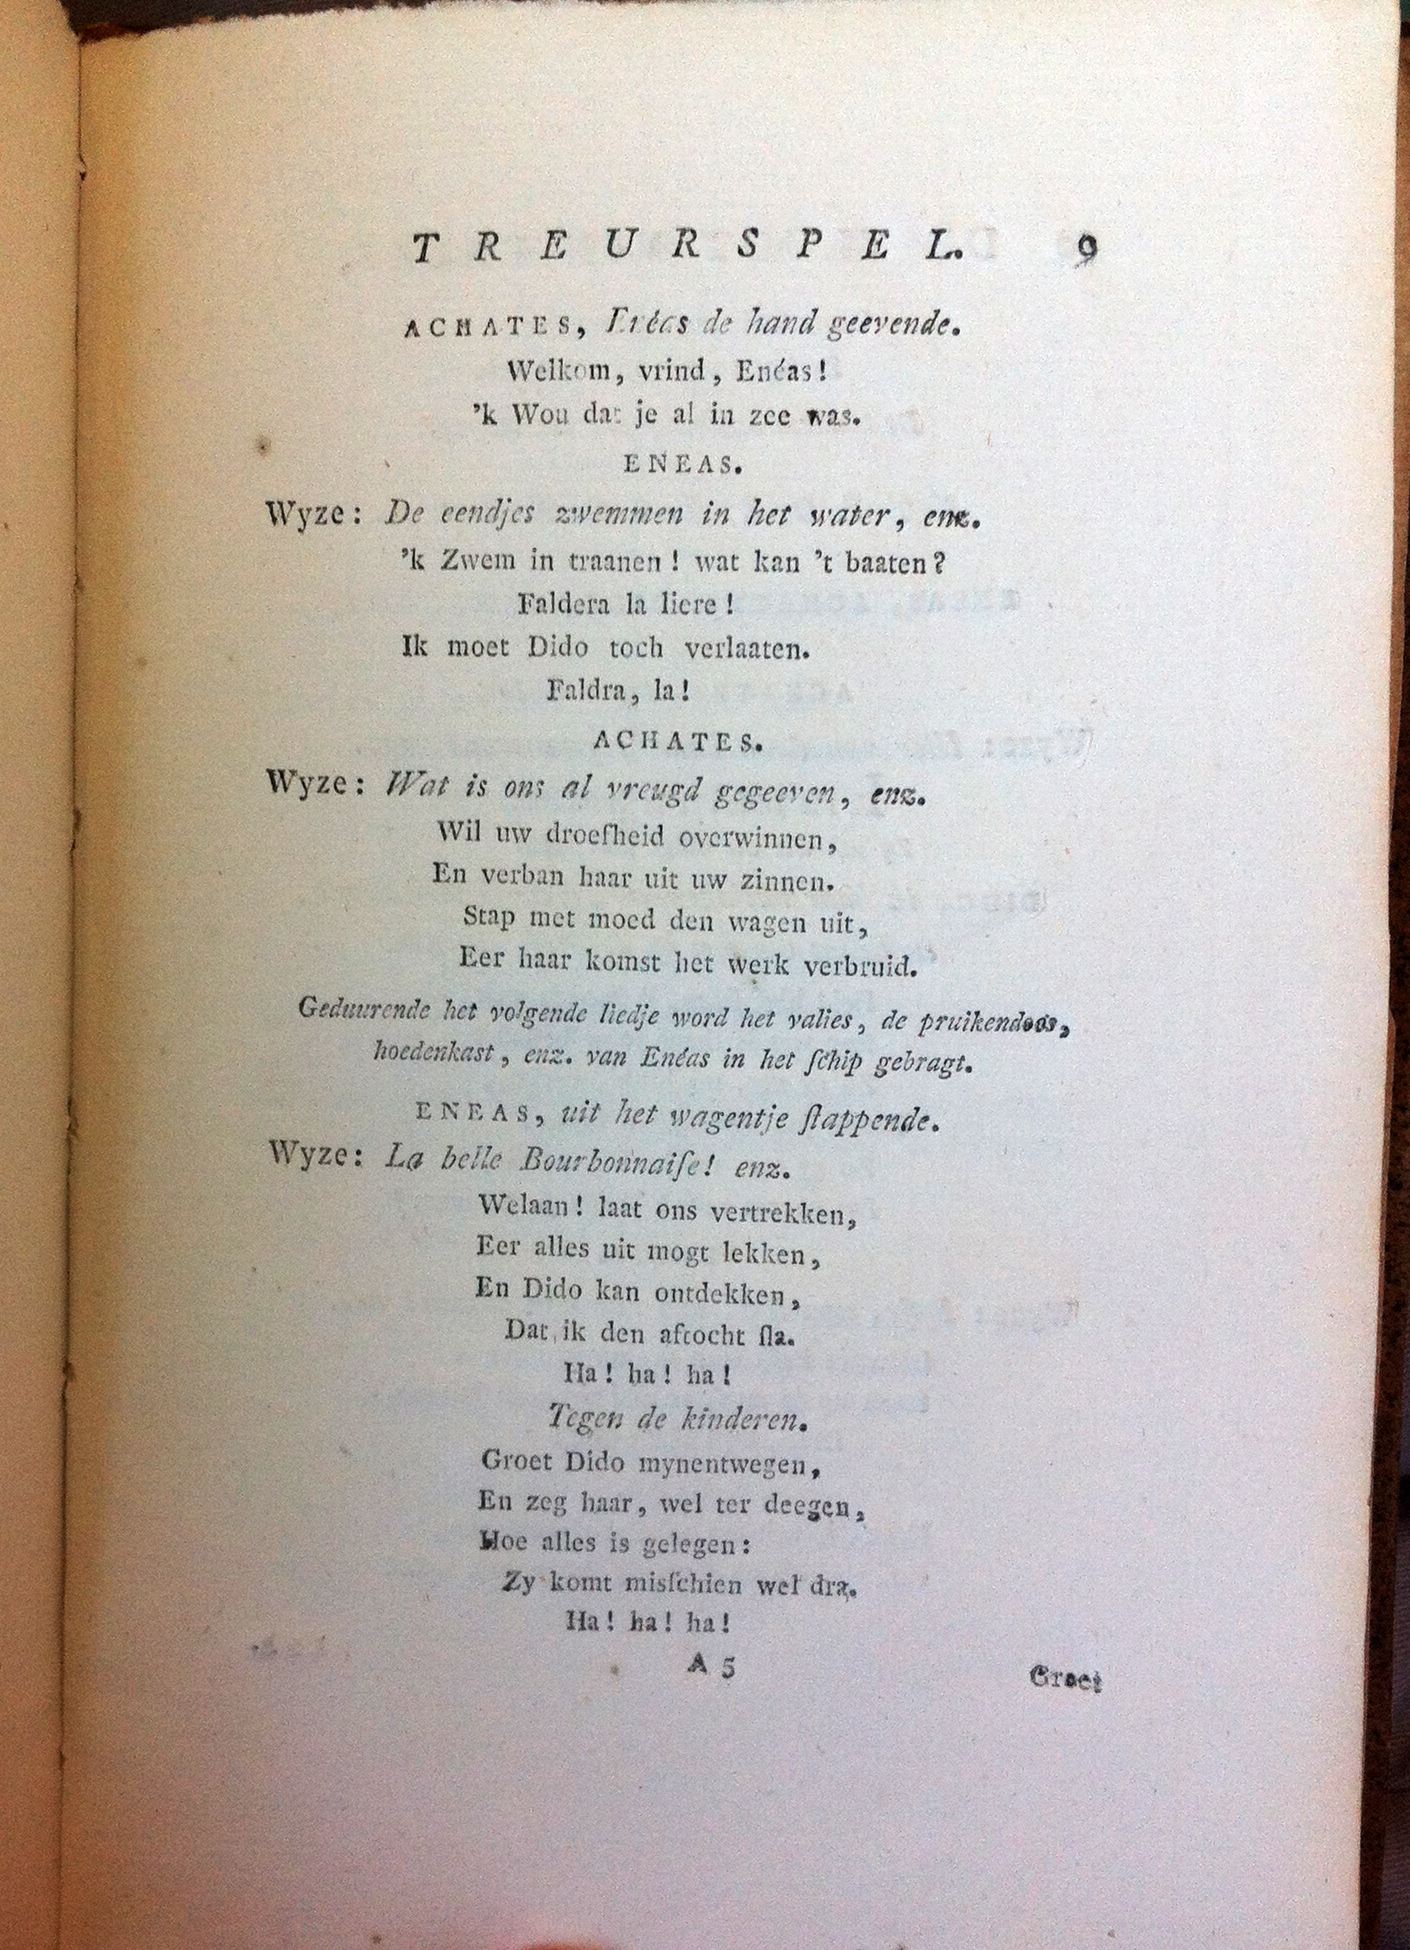 TREURSPEL. 9
ACHATES, Enéas de hand geevende.
Welkom, vrind, Enéas!
'k Wou dat je al in zee was.
ENEAS.
Wyze: De eendjes zwemmen in het water, enz.
'k Zwem in traanen! wat kan 't baaten?
Faldera la liere!
Ik moet Dido toch verlaaten.
Faldra, la!
ACHATES.
Wyze: Wat is ons al vreugd gegeeven, enz.
Wil uw droefheid overwinnen,
En verban haar uit uw zinnen.
Stap met moed den wagen uit,
Eer haar komst het werk verbruid.
Geduurende het volgende liedje word het valies, de pruikendoos,
hoedenkast, enz. van Enéas in het ſchip gebragt.
ENEAS, uit het wagentje ſtappende.
Wyze: La belle Bourbonnaiſe! enz.
Welaan! laat ons vertrekken,
Eer alles uit mogt lekken,
En Dido kan ontdekken,
Dat ik den aftocht ſla.
Ha! ha! ha!
Tegen de kinderen.
Groet Dido mynentwegen,
En zeg haar, wel ter deegen,
Hoe alles is gelegen:
Zy komt misſchien wel dra.
Ha! ha! ha!
A 5 Groet